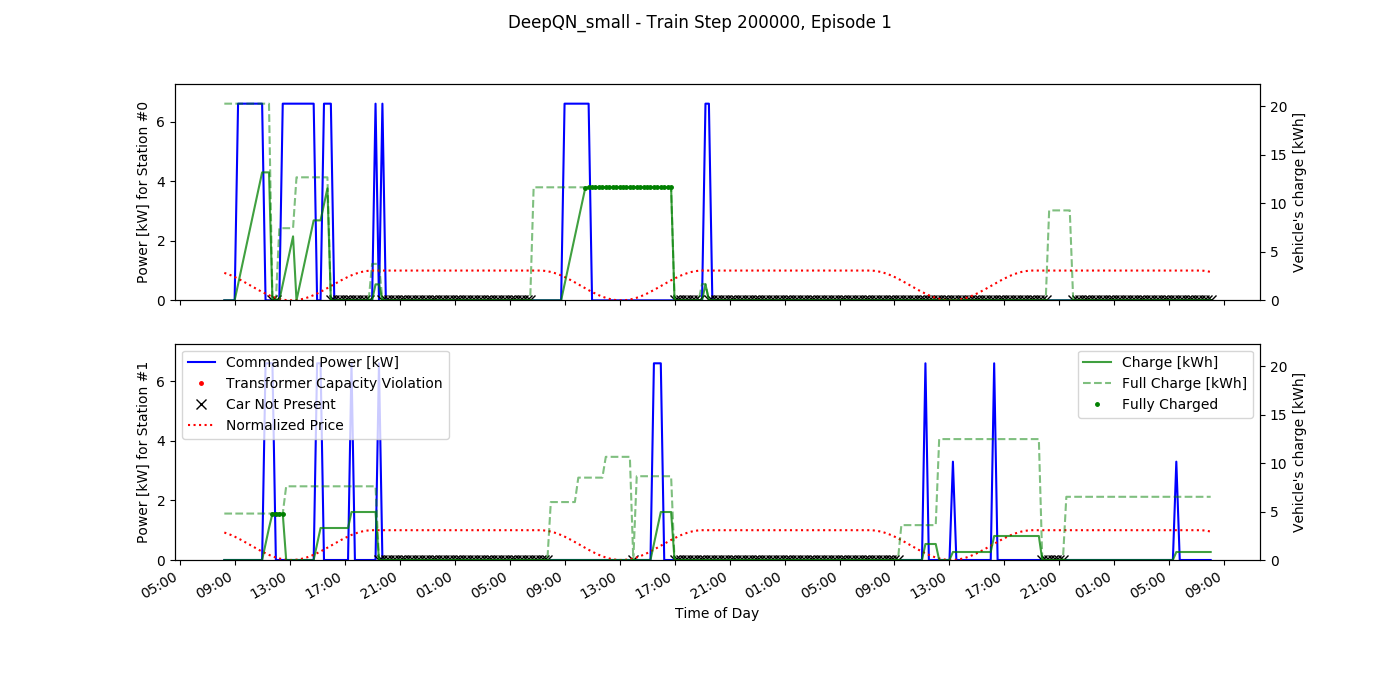 DeepQN_small - Train Step 200000, Episode 1
Power [kW] for Station #0
0
2
4
6
0
5
10
15
20
Vehicle's charge [kWh]
Power [kW] for Station #1
0
2
4
6
Commanded Power [kW]
Transformer Capacity Violation
Car Not Present
Normalized Price
Charge [kWh]
Full Charge [kWh]
Fully Charged
0
5
10
15
20
Vehicle's charge [kWh]
05:00 09:00 13:00 17:00 21:00 01:00 05:00 09:00 13:00 17:00 21:00 01:00 05:00 09:00 13:00 17:00 21:00 01:00 05:00 09:00
Time of Day